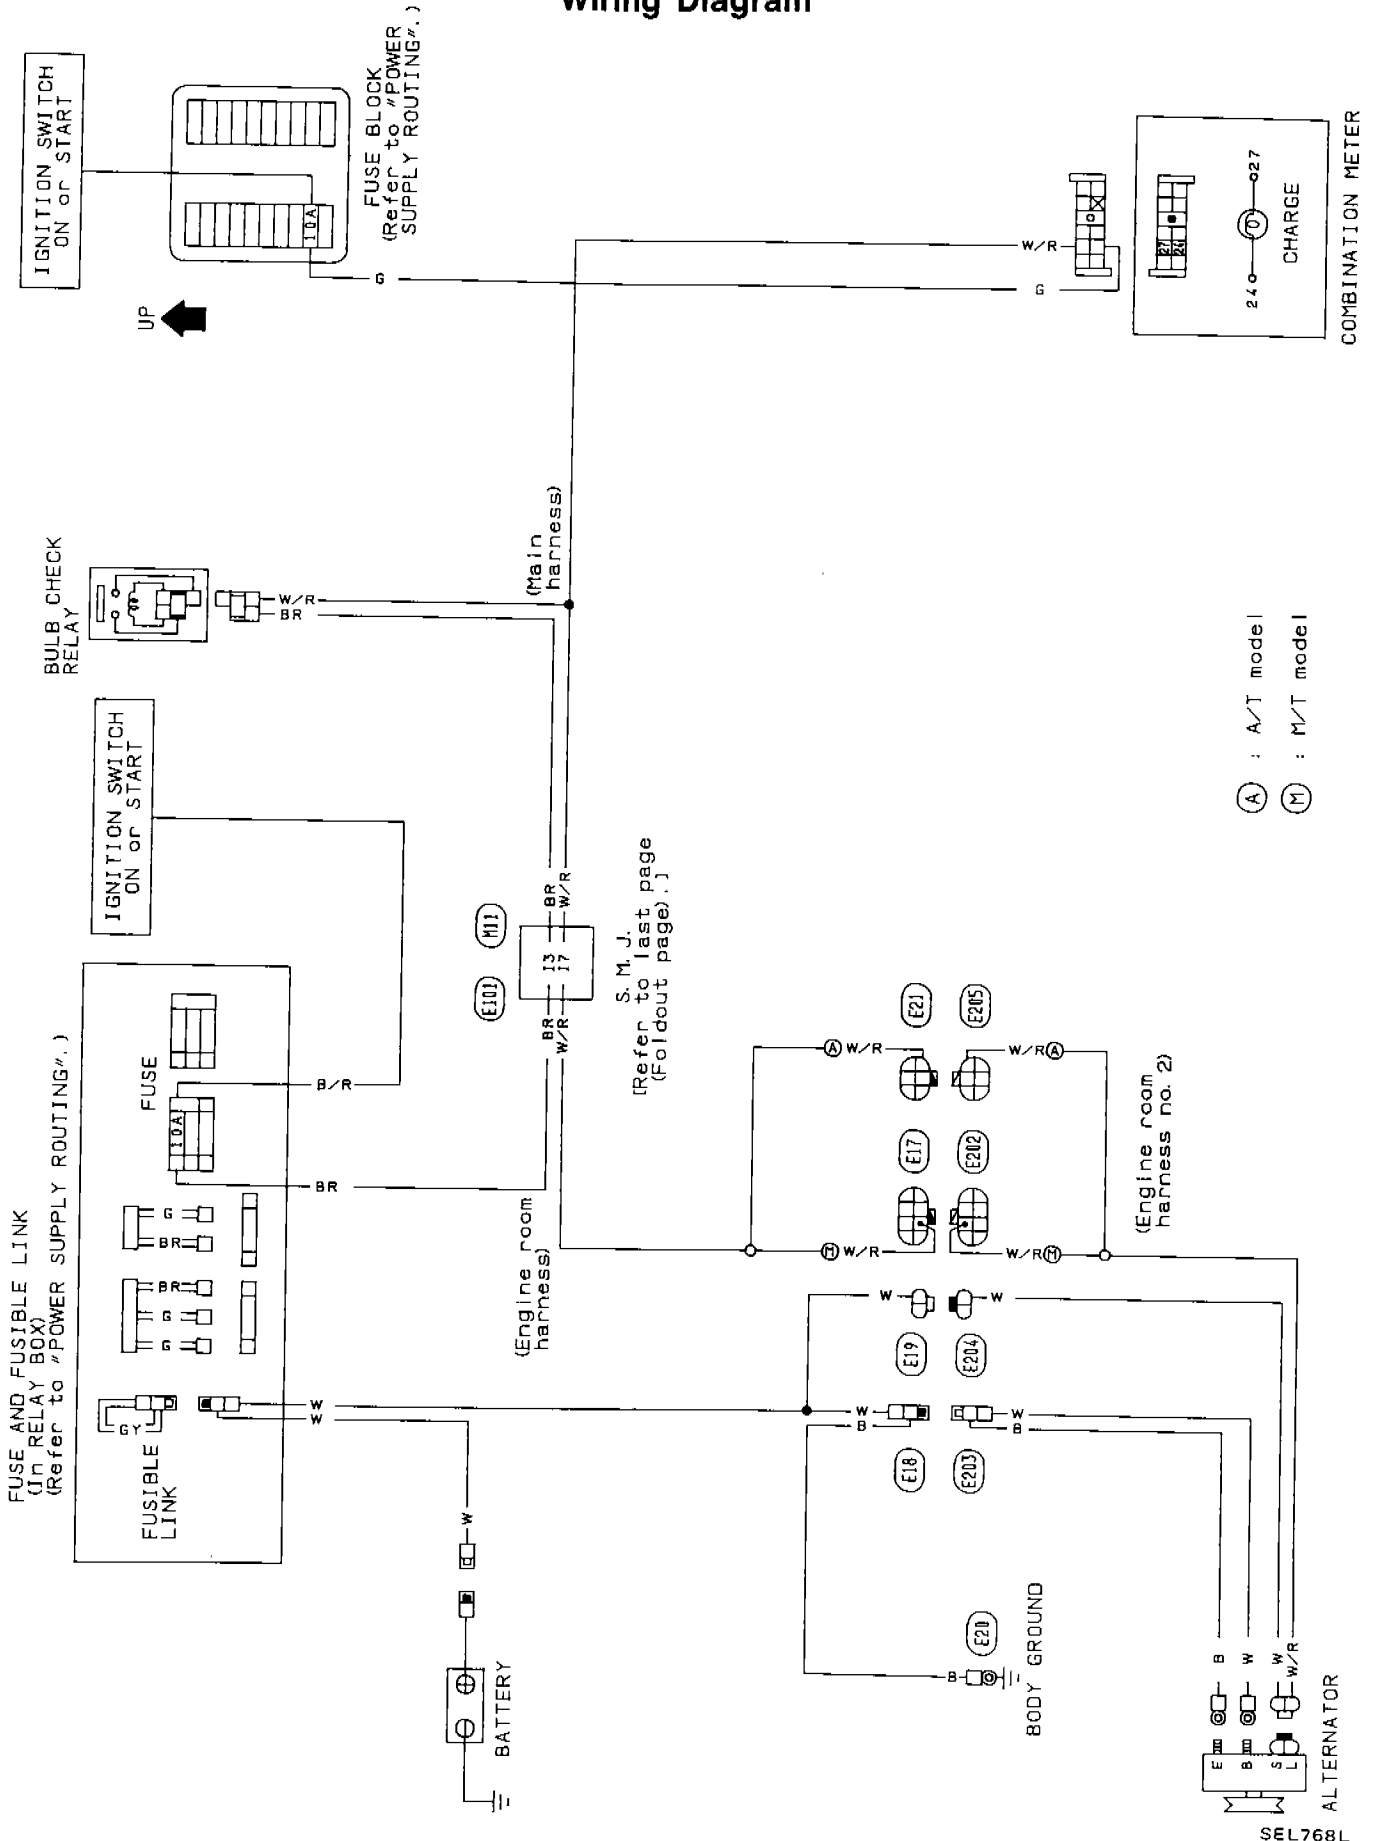 Wiring Diagram
IGNITION SWITCH
ON or START
10A
FUSE BLOCK
(Refer to "POWER
SUPPLY ROUTING".)
UP
G
W/R
G
27
24
24
27
CHARGE
COMBINATION METER
BULB CHECK
RELAY
W/R
BR
(Main
harness)
IGNITION SWITCH
ON or START
A : A/T model
M : M/T model
M11
E101
BR
W/R
I3
I7
BR
W/R
S. M. J.
[Refer to last page
(Foldout page).]
FUSE AND FUSIBLE LINK
(In RELAY BOX)
(Refer to "POWER SUPPLY ROUTING".)
FUSE
10A
B/R
BR
G
BR
BR
G
G
GY
FUSIBLE
LINK
W
W
(Engine room
harness)
A W/R
E21
E205
W/R A
E17
E202
M W/R
W/R M
(Engine room
harness no. 2)
W
W
E19
E204
W
B
W
B
E18
E203
W
BATTERY
B
E20
BODY GROUND
B
W
W
W/R
E
B
S
L
ALTERNATOR
SEL768L